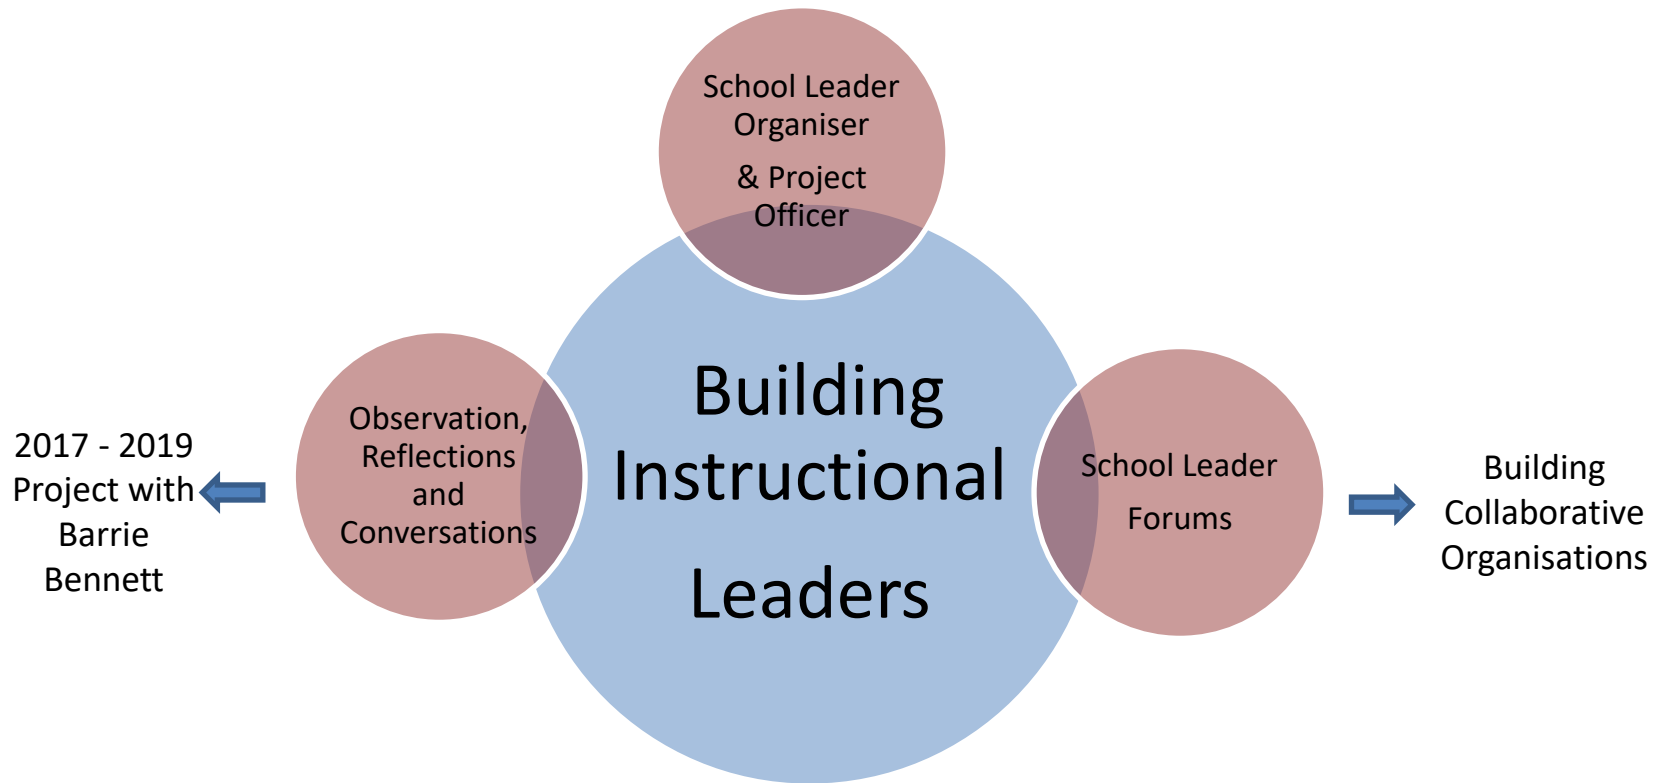 School Leader
Organiser
& Project
Officer
Building
Instructional
Leaders
Observation,
Reflections
and
Conversations
2017 - 2019
Project with
Barrie
Bennett
School Leader
Forums
Building
Collaborative
Organisations